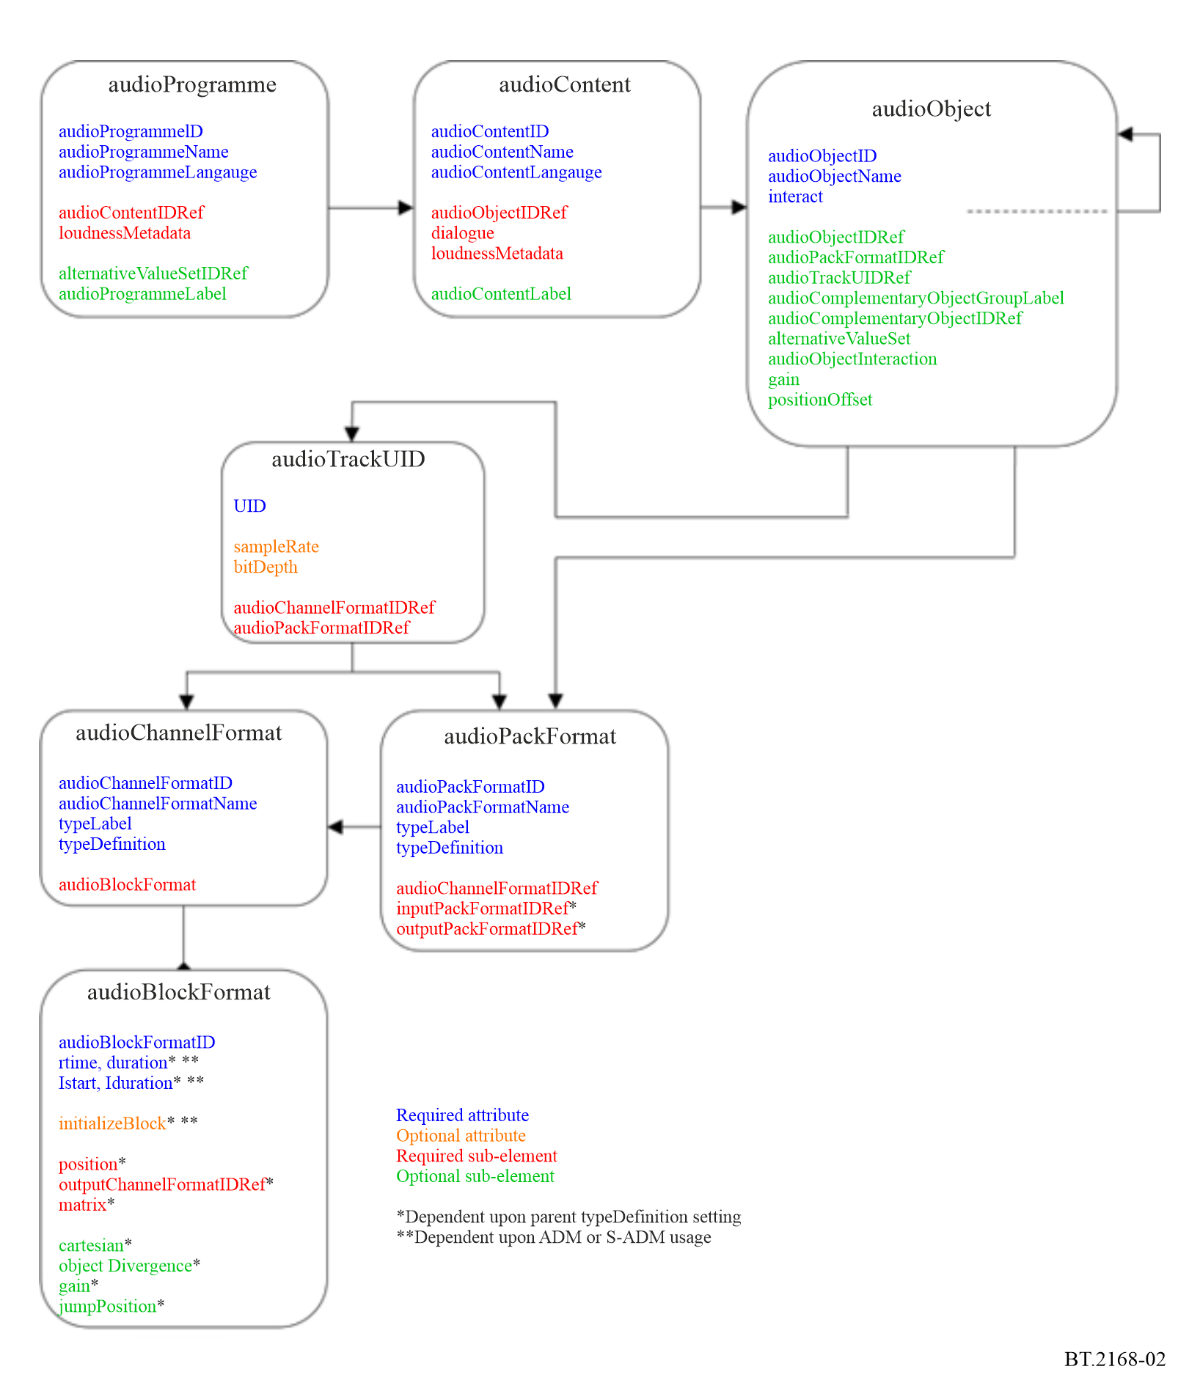 audioProgramme
audioProgrammeID
audioProgrammeName
audioProgrammeLangauge
audioContentIDRef
loudnessMetadata
alternativeValueSetIDRef
audioProgrammeLabel
audioContent
audioContentID
audioContentName
audioContentLangauge
audioObjectIDRef
dialogue
loudnessMetadata
audioContentLabel
audioObject
audioObjectID
audioObjectName
interact
audioObjectIDRef
audioPackFormatIDRef
audioTrackUIDRef
audioComplementaryObjectGroupLabel
audioComplementaryObjectIDRef
alternativeValueSet
audioObjectInteraction
gain
positionOffset
audioTrackUID
UID
sampleRate
bitDepth
audioChannelFormatIDRef
audioPackFormatIDRef
audioChannelFormat
audioChannelFormatID
audioChannelFormatName
typeLabel
typeDefinition
audioBlockFormat
audioPackFormat
audioPackFormatID
audioPackFormatName
typeLabel
typeDefinition
audioChannelFormatIDRef
inputPackFormatIDRef*
outputPackFormatIDRef*
audioBlockFormat
audioBlockFormatID
rtime, duration* **
Istart, Iduration* **
initializeBlock* **
position*
outputChannelFormatIDRef*
matrix*
cartesian*
object Divergence*
gain*
jumpPosition*
Required attribute
Optional attribute
Required sub-element
Optional sub-element
*Dependent upon parent typeDefinition setting
**Dependent upon ADM or S-ADM usage
BT.2168-02